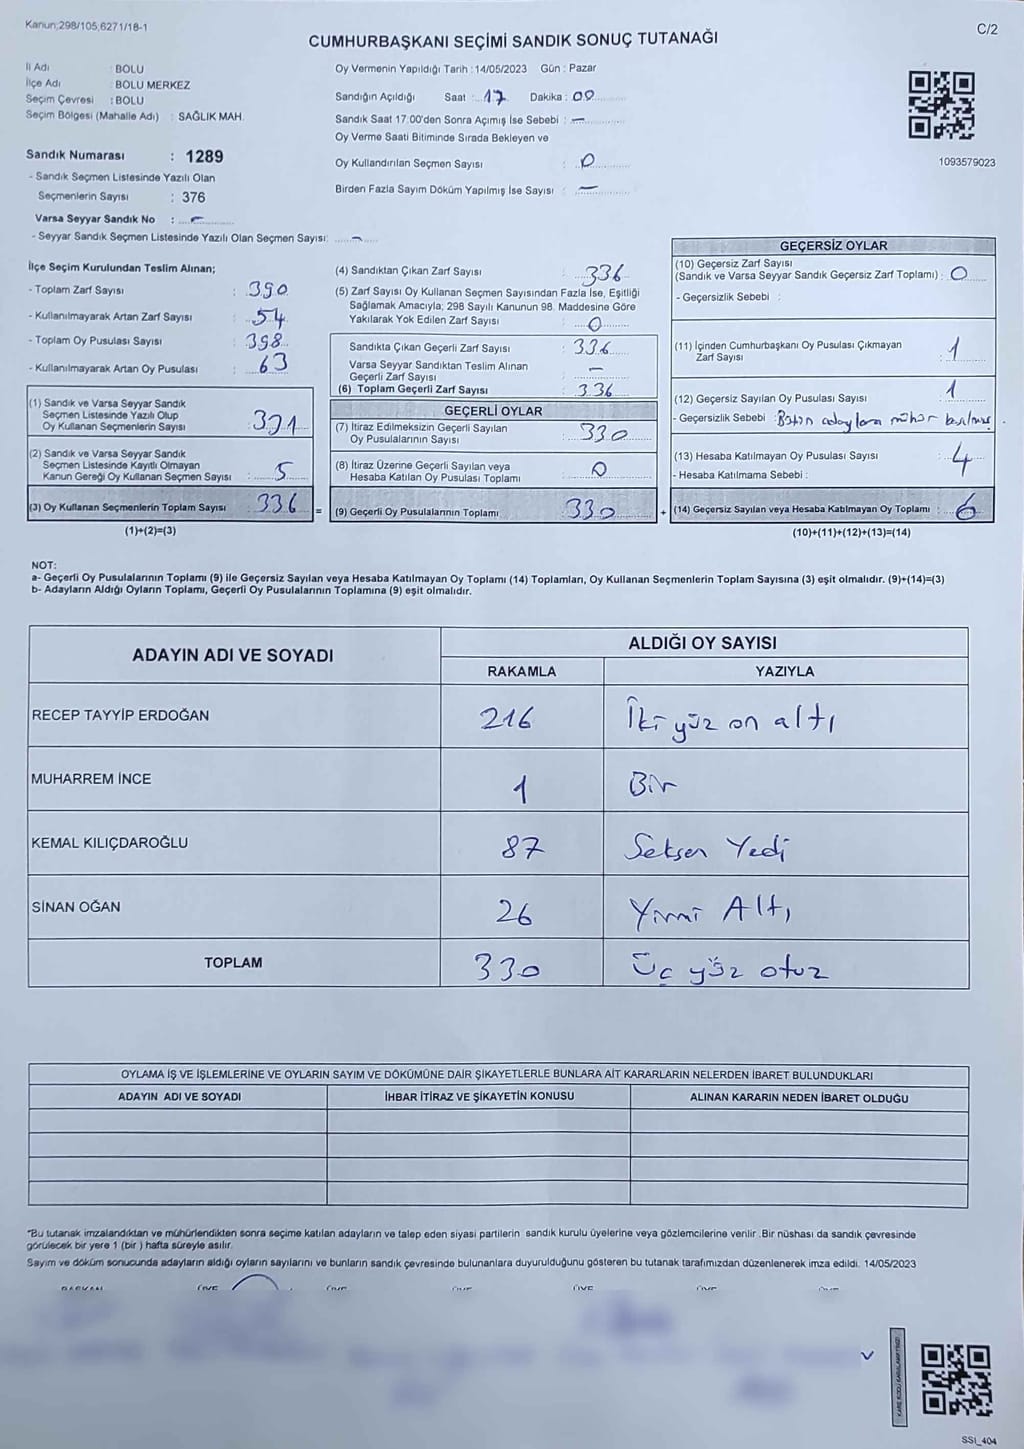 Kanun;298/105;6271/18-1
C/2
CUMHURBAŞKANI SEÇİMİ SANDIK SONUÇ TUTANAĞI
İl Adı : BOLU
İlçe Adı : BOLU MERKEZ
Seçim Çevresi : BOLU
Seçim Bölgesi (Mahalle Adı) : SAĞLIK MAH.
Sandık Numarası : 1289
- Sandık Seçmen Listesinde Yazılı Olan
Seçmenlerin Sayısı : 376
Varsa Seyyar Sandık No : –
- Seyyar Sandık Seçmen Listesinde Yazılı Olan Seçmen Sayısı: –
Oy Vermenin Yapıldığı Tarih :14/05/2023 Gün : Pazar
Sandığın Açıldığı Saat : 17 Dakika : 00
Sandık Saat 17:00'den Sonra Açımış İse Sebebi : –
Oy Verme Saati Bitiminde Sırada Bekleyen ve
Oy Kullandırılan Seçmen Sayısı : 0
Birden Fazla Sayım Döküm Yapılmış İse Sayısı : –
1093579023
İlçe Seçim Kurulundan Teslim Alınan;
- Toplam Zarf Sayısı : 390
- Kullanılmayarak Artan Zarf Sayısı : 54
- Toplam Oy Pusulası Sayısı : 398
- Kullanılmayarak Artan Oy Pusulası : 63
(1) Sandık ve Varsa Seyyar Sandık
Seçmen Listesinde Yazılı Olup
Oy Kullanan Seçmenlerin Sayısı : 331
(2) Sandık ve Varsa Seyyar Sandık
Seçmen Listesinde Kayıtlı Olmayan
Kanun Gereği Oy Kullanan Seçmen Sayısı : 5
(3) Oy Kullanan Seçmenlerin Toplam Sayısı : 336
(1)+(2)=(3)
(4) Sandıktan Çıkan Zarf Sayısı : 336
(5) Zarf Sayısı Oy Kullanan Seçmen Sayısından Fazla İse, Eşitliği
Sağlamak Amacıyla; 298 Sayılı Kanunun 98. Maddesine Göre
Yakılarak Yok Edilen Zarf Sayısı : 0
Sandıkta Çıkan Geçerli Zarf Sayısı : 336
Varsa Seyyar Sandıktan Teslim Alınan
Geçerli Zarf Sayısı : –
(6) Toplam Geçerli Zarf Sayısı : 336
GEÇERLİ OYLAR
(7) İtiraz Edilmeksizin Geçerli Sayılan
Oy Pusulalarının Sayısı : 330
(8) İtiraz Üzerine Geçerli Sayılan veya
Hesaba Katılan Oy Pusulası Toplamı : 0
= (9) Geçerli Oy Pusulalarının Toplamı : 330
GEÇERSİZ OYLAR
(10) Geçersiz Zarf Sayısı
(Sandık ve Varsa Seyyar Sandık Geçersiz Zarf Toplamı) : 0
- Geçersizlik Sebebi :
(11) İçinden Cumhurbaşkanı Oy Pusulası Çıkmayan
Zarf Sayısı : 1
(12) Geçersiz Sayılan Oy Pusulası Sayısı : 1
- Geçersizlik Sebebi : Bütün adaylara mühür basılmış.
(13) Hesaba Katılmayan Oy Pusulası Sayısı : 4
- Hesaba Katılmama Sebebi :
+ (14) Geçersiz Sayılan veya Hesaba Katılmayan Oy Toplamı : 6
(10)+(11)+(12)+(13)=(14)
NOT:
a- Geçerli Oy Pusulalarının Toplamı (9) ile Geçersiz Sayılan veya Hesaba Katılmayan Oy Toplamı (14) Toplamları, Oy Kullanan Seçmenlerin Toplam Sayısına (3) eşit olmalıdır. (9)+(14)=(3)
b- Adayların Aldığı Oyların Toplamı, Geçerli Oy Pusulalarının Toplamına (9) eşit olmalıdır.
ADAYIN ADI VE SOYADI
ALDIĞI OY SAYISI
RAKAMLA YAZIYLA
RECEP TAYYİP ERDOĞAN 216 İki yüz on altı
MUHARREM İNCE 1 Bir
KEMAL KILIÇDAROĞLU 87 Seksen Yedi
SİNAN OĞAN 26 Yirmi Altı
TOPLAM 330 Üç yüz otuz
OYLAMA İŞ VE İŞLEMLERİNE VE OYLARIN SAYIM VE DÖKÜMÜNE DAİR ŞİKAYETLERLE BUNLARA AİT KARARLARIN NELERDEN İBARET BULUNDUKLARI
ADAYIN ADI VE SOYADI İHBAR İTİRAZ VE ŞİKAYETİN KONUSU ALINAN KARARIN NEDEN İBARET OLDUĞU
*Bu tutanak imzalandıktan ve mühürlendikten sonra seçime katılan adayların ve talep eden siyasi partilerin sandık kurulu üyelerine veya gözlemcilerine verilir .Bir nüshası da sandık çevresinde
görülecek bir yere 1 (bir ) hafta süreyle asılır.
Sayım ve döküm sonucunda adayların aldığı oyların sayılarını ve bunların sandık çevresinde bulunanlara duyurulduğunu gösteren bu tutanak tarafımızdan düzenlenerek imza edildi. 14/05/2023
SSI_404